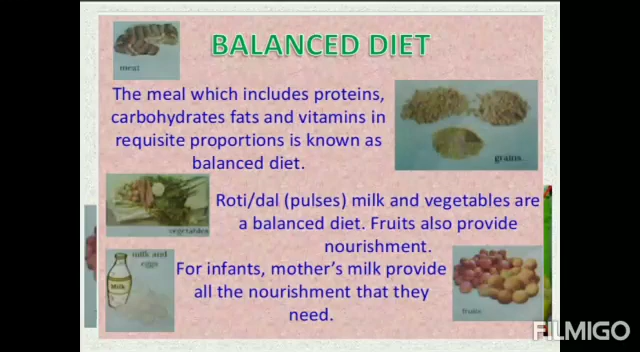 BALANCED DIET
meat
The meal which includes proteins,
carbohydrates fats and vitamins in
requisite proportions is known as
balanced diet.
grains
Roti/dal (pulses) milk and vegetables are
a balanced diet. Fruits also provide
nourishment.
vegetables
milk and
eggs
Milk
For infants, mother's milk provide
all the nourishment that they
need.
fruits
FILMIGO